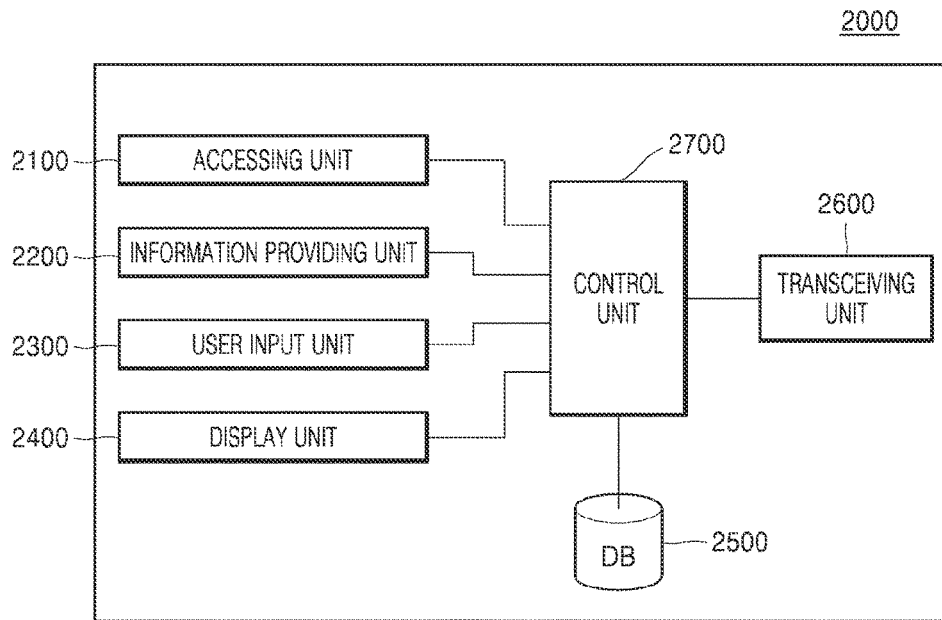 2000
2100
ACCESSING UNIT
2200
INFORMATION PROVIDING UNIT
2300
USER INPUT UNIT
2400
DISPLAY UNIT
2700
CONTROL
UNIT
2600
TRANSCEIVING
UNIT
DB
2500